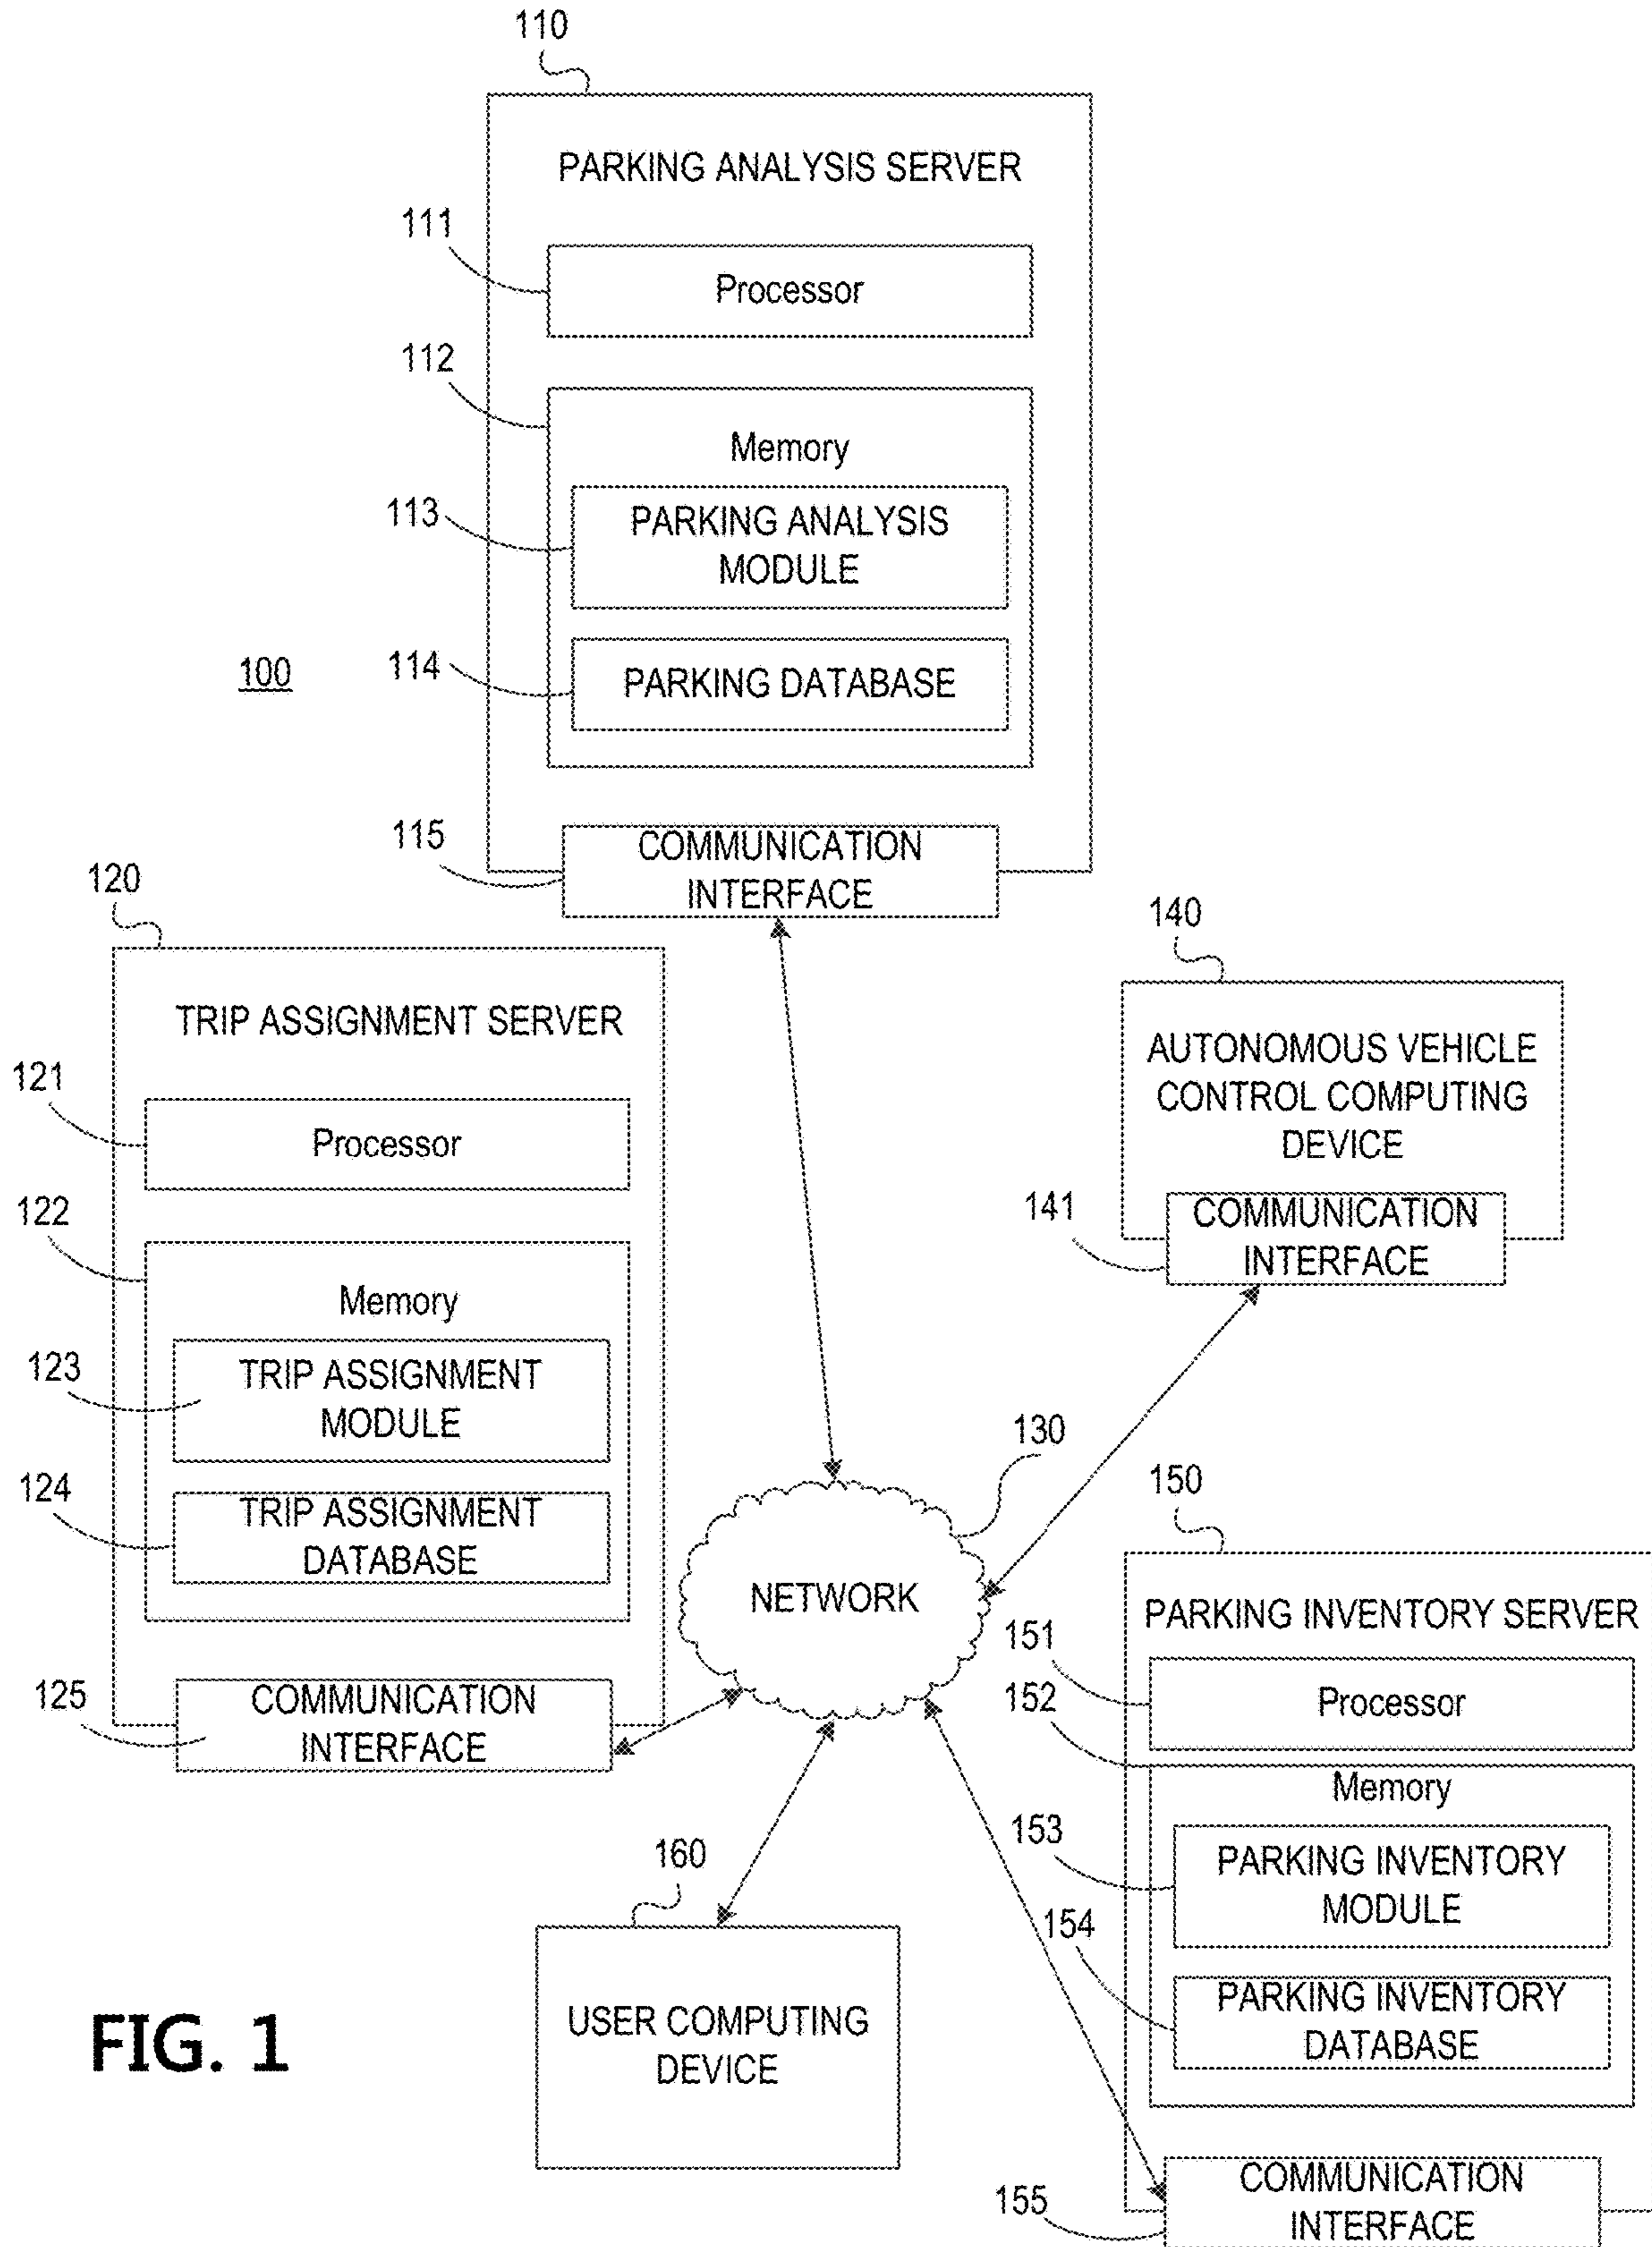 110
PARKING ANALYSIS SERVER
111
Processor
112
Memory
113
PARKING ANALYSIS
MODULE
100
114
PARKING DATABASE
115
COMMUNICATION
INTERFACE
120
TRIP ASSIGNMENT SERVER
121
Processor
122
Memory
123
TRIP ASSIGNMENT
MODULE
124
TRIP ASSIGNMENT
DATABASE
125
COMMUNICATION
INTERFACE
140
AUTONOMOUS VEHICLE
CONTROL COMPUTING
DEVICE
141
COMMUNICATION
INTERFACE
130
NETWORK
150
PARKING INVENTORY SERVER
151
Processor
152
Memory
153
PARKING INVENTORY
MODULE
154
PARKING INVENTORY
DATABASE
155
COMMUNICATION
INTERFACE
160
USER COMPUTING
DEVICE
FIG. 1